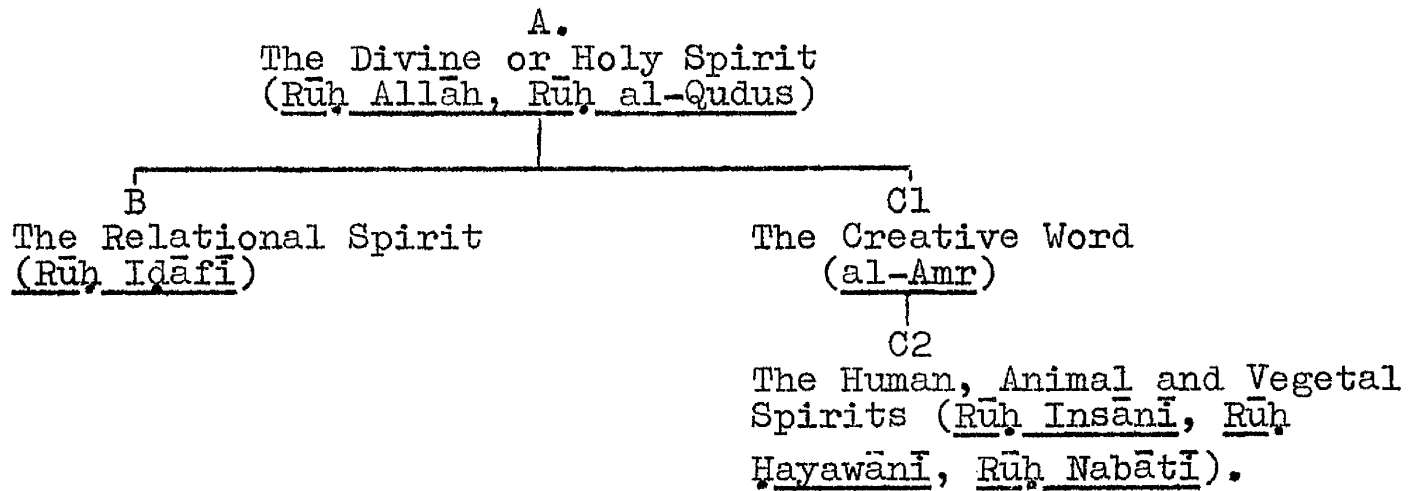 A.
The Divine or Holy Spirit
(Rūḥ Allāh, Rūḥ al-Qudus)
B
The Relational Spirit
(Rūḥ Iḍāfī)
C1
The Creative Word
(al-Amr)
C2
The Human, Animal and Vegetal
Spirits (Rūḥ Insānī, Rūḥ
Ḥayawānī, Rūḥ Nabātī).